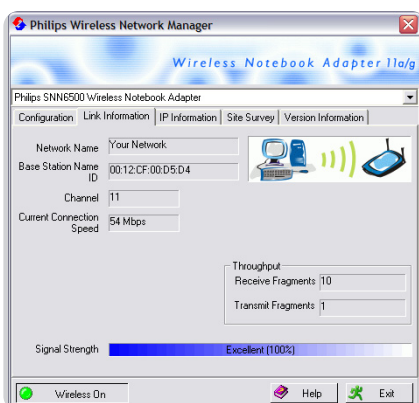 Philips Wireless Network Manager
Wireless Notebook Adapter 11a/g
Philips SNN6500 Wireless Notebook Adapter
Configuration Link Information IP Information Site Survey Version Information
Network Name Your Network
Base Station Name ID 00:12:CF:00:D5:D4
Channel 11
Current Connection Speed 54 Mbps
Throughput
Receive Fragments 10
Transmit Fragments 1
Signal Strength Excellent (100%)
Wireless On Help Exit